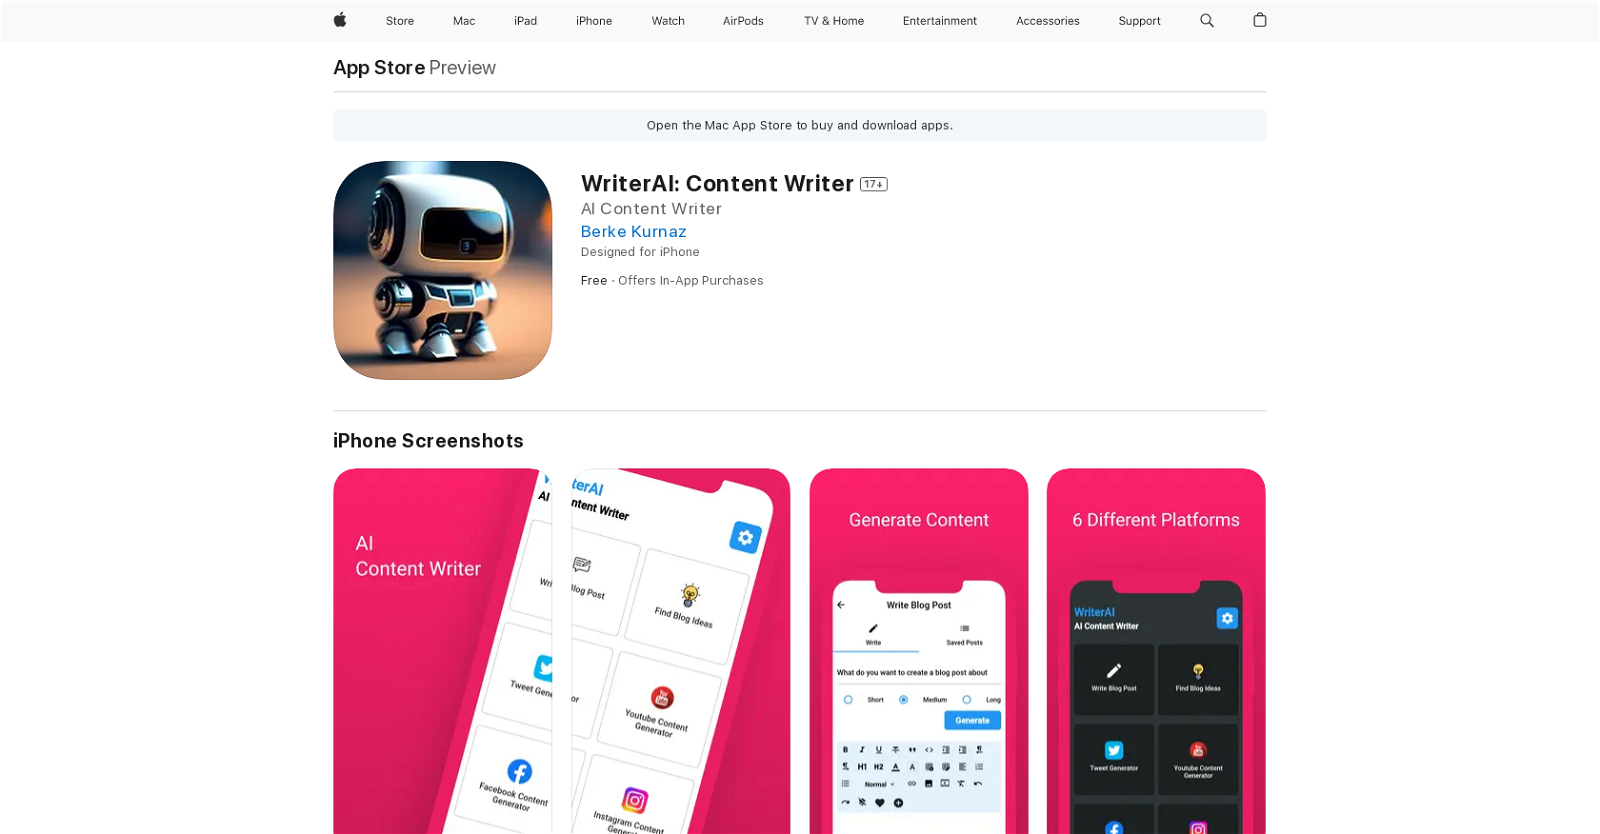 Store Mac iPad iPhone Watch AirPods TV & Home Entertainment Accessories Support
App Store Preview
Open the Mac App Store to buy and download apps.
WriterAI: Content Writer 17+
AI Content Writer
Berke Kurnaz
Designed for iPhone
Free · Offers In-App Purchases
iPhone Screenshots
AI
Content Writer
AI
Wri
Tweet Gene
Facebook Content
Generator
terAI
ntent Writer
log Post
Find Blog Ideas
or
Youtube Content
Generator
Instagram Content
Generate Content
Write Blog Post
Write
Saved Posts
What do you want to create a blog post about
Short Medium Long
Generate
B I U
H1 H2 A A
Normal
6 Different Platforms
WriterAI
AI Content Writer
Write Blog Post
Find Blog Ideas
Tweet Generator
Youtube Content
Generator